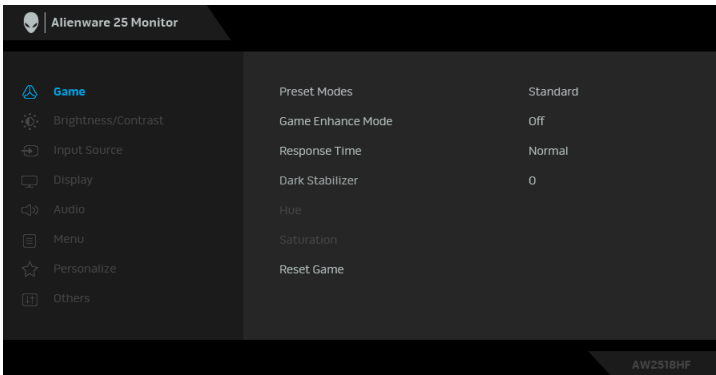 Alienware 25 Monitor
Game
Preset Modes Standard
Brightness/Contrast
Game Enhance Mode Off
Input Source
Response Time Normal
Display
Dark Stabilizer 0
Audio
Hue
Menu
Saturation
Personalize
Reset Game
Others
AW2518HF